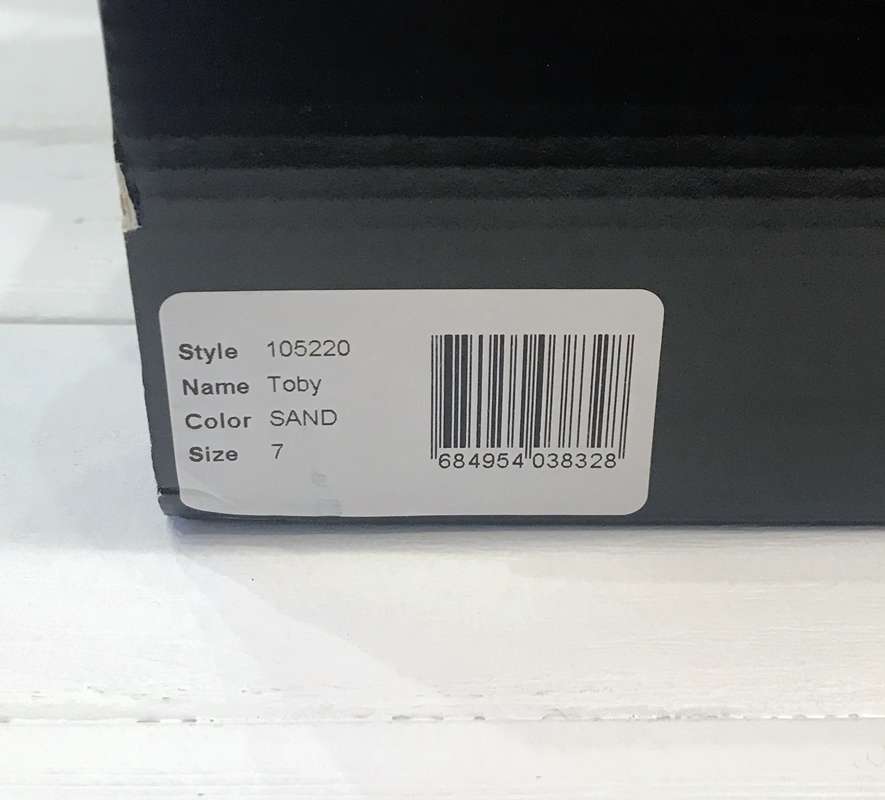 Style 105220
Name Toby
Color SAND
Size 7
684954 038328